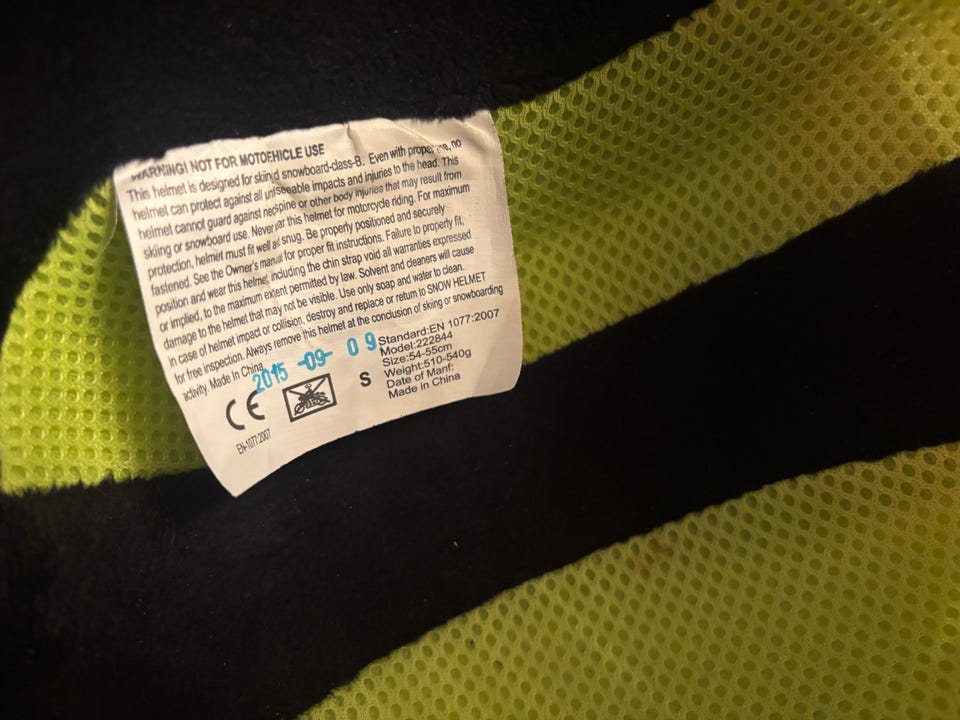 WARNING! NOT FOR MOTOEHICLE USE
This helmet is designed for skiind snowboard-class-B. Even with proper no
helmet can protect against all unfseeable impacts and injuries to the head. This
helmet cannot guard against neck spine or other body injuries that may result from
skiing or snowboard use. Never ar this helmet for motorcycle riding. For maximum
protection, helmet must fit well snug. Be properly positioned and securely
fastened. See the Owner's manual for proper fit instructions. Failure to properly fit,
position and wear this helmet, including the chin strap void all warranties expressed
or implied, to the maximum extent permitted by law. Solvent and cleaners will cause
damage to the helmet that may not be visible. Use only soap and water to clean.
In case of helmet impact or collision, destroy and replace or return to SNOW HELMET
for free inspection. Always remove this helmet at the conclusion of skiing or snowboarding
activity. Made in China
2015 -09- 09
CE
EN-1077:2007
S
Standard:EN 1077:2007
Model:222844
Size:54-55cm
Weight:510-540g
Date of Manf:
Made in China